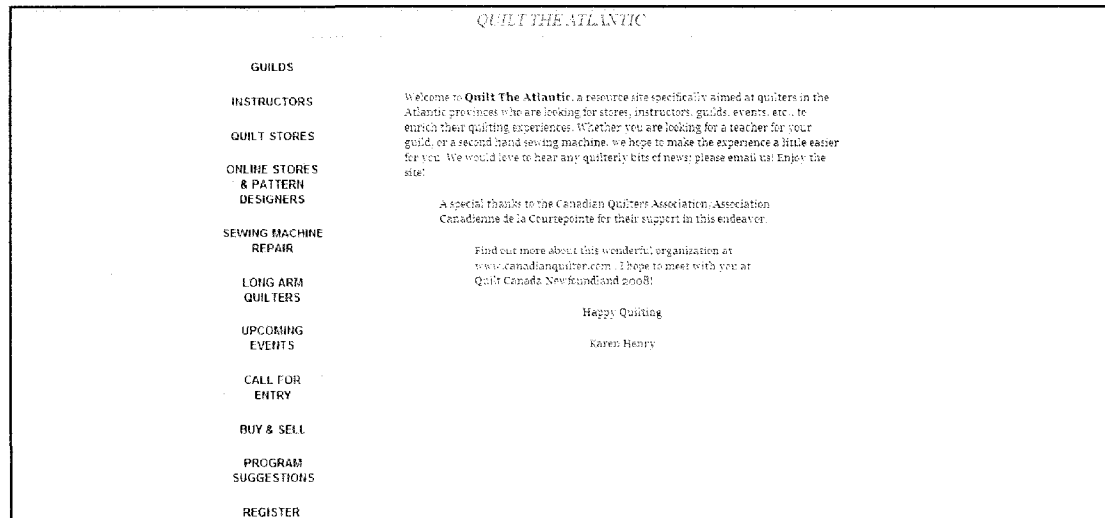 QUILT THE ATLANTIC
GUILDS
INSTRUCTORS
QUILT STORES
ONLINE STORES
& PATTERN
DESIGNERS
SEWING MACHINE
REPAIR
LONG ARM
QUILTERS
UPCOMING
EVENTS
CALL FOR
ENTRY
BUY & SELL
PROGRAM
SUGGESTIONS
REGISTER
Welcome to Quilt The Atlantic, a resource site specifically aimed at quilters in the
Atlantic provinces who are looking for stores, instructors, guilds, events, etc., to
enrich their quilting experiences. Whether you are looking for a teacher for your
guild, or a second hand sewing machine, we hope to make the experience a little easier
for you. We would love to hear any quilterly bits of news; please email us! Enjoy the
site!
A special thanks to the Canadian Quilters Association/Association
Canadienne de la Courtepointe for their support in this endeavor.
Find out more about this wonderful organization at
www.canadianquilter.com . I hope to meet with you at
Quilt Canada Newfoundland 2008!
Happy Quilting
Karen Henry